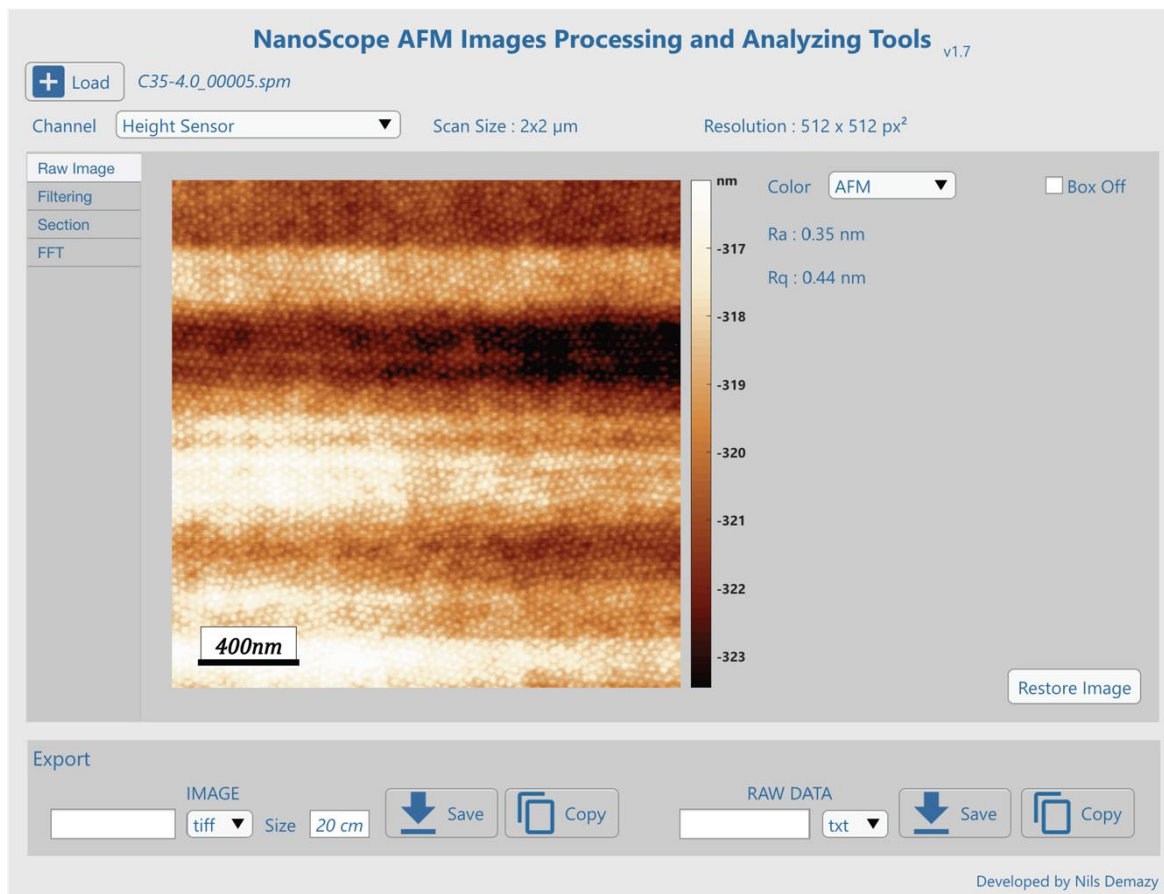 NanoScope AFM Images Processing and Analyzing Tools v1.7
Load C35-4.0_00005.spm
Channel Height Sensor Scan Size : 2x2 µm Resolution : 512 x 512 px²
Raw Image
Filtering
Section
FFT
400nm
nm
-317
-318
-319
-320
-321
-322
-323
Color AFM Box Off
Ra : 0.35 nm
Rq : 0.44 nm
Restore Image
Export
IMAGE
tiff Size 20 cm Save Copy
RAW DATA
txt Save Copy
Developed by Nils Demazy